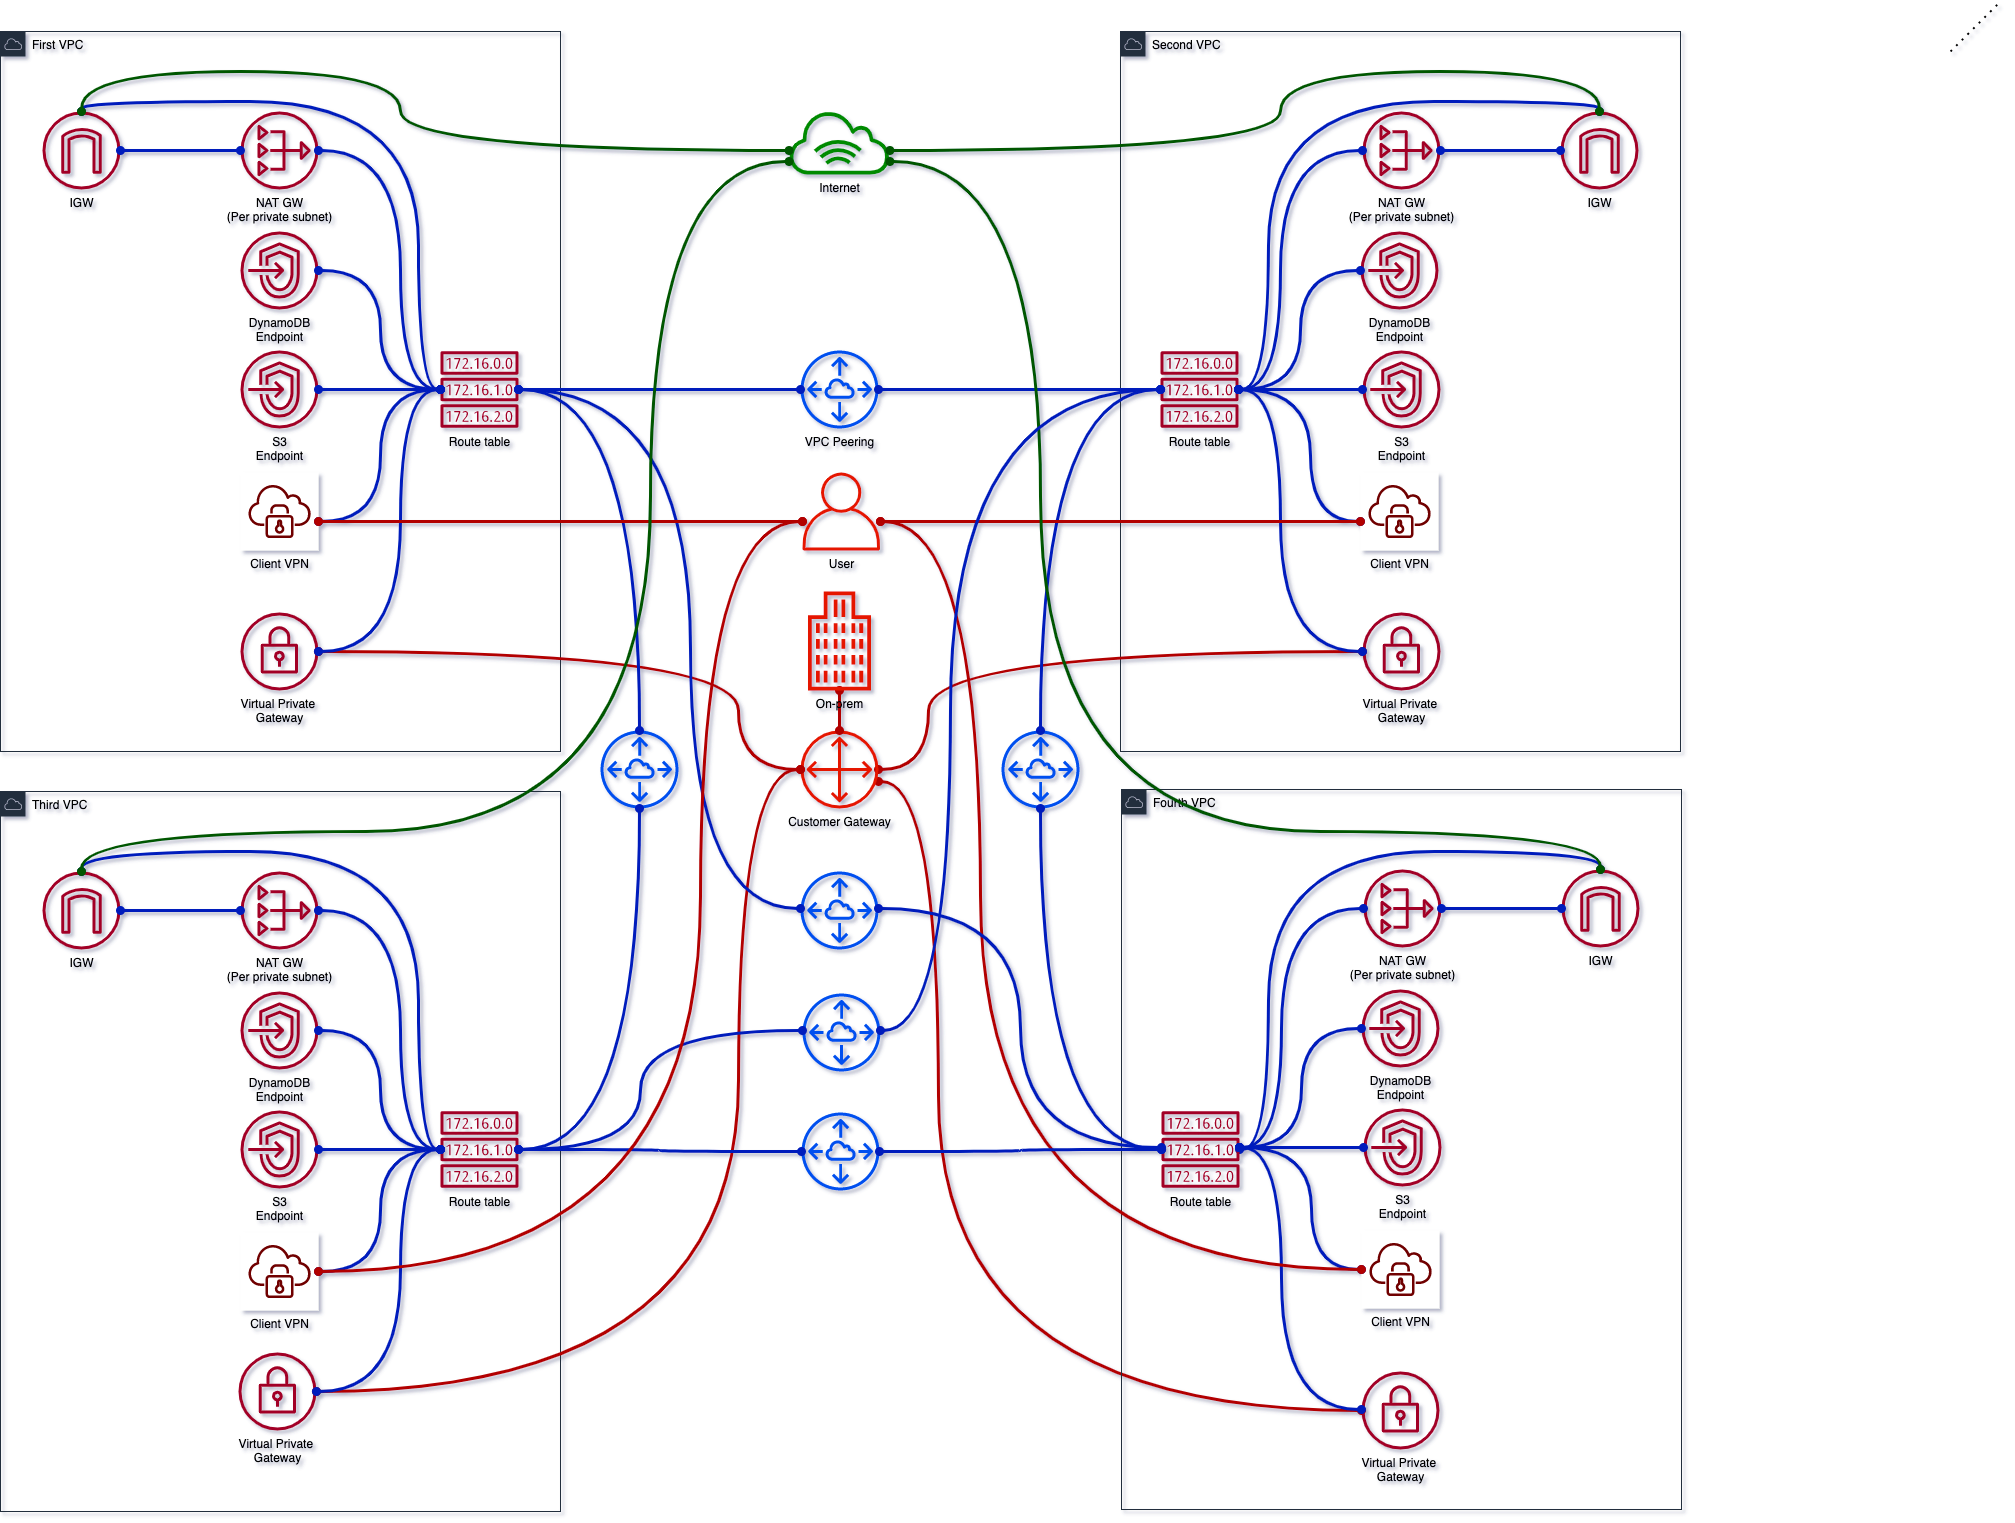 First VPC
IGW
NAT GW
(Per private subnet)
DynamoDB
Endpoint
S3
Endpoint
Client VPN
Virtual Private
Gateway
172.16.0.0
172.16.1.0
172.16.2.0
Route table
Internet
VPC Peering
User
On-prem
Customer Gateway
Second VPC
172.16.0.0
172.16.1.0
172.16.2.0
Route table
NAT GW
(Per private subnet)
IGW
DynamoDB
Endpoint
S3
Endpoint
Client VPN
Virtual Private
Gateway
Third VPC
IGW
NAT GW
(Per private subnet)
DynamoDB
Endpoint
S3
Endpoint
Client VPN
Virtual Private
Gateway
172.16.0.0
172.16.1.0
172.16.2.0
Route table
Fourth VPC
172.16.0.0
172.16.1.0
172.16.2.0
Route table
NAT GW
(Per private subnet)
IGW
DynamoDB
Endpoint
S3
Endpoint
Client VPN
Virtual Private
Gateway